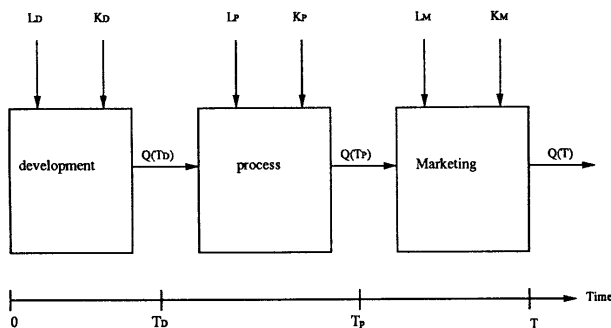 LD KD LP KP LM KM
development Q(TD) process Q(TP) Marketing Q(T)
Time
0 TD TP T